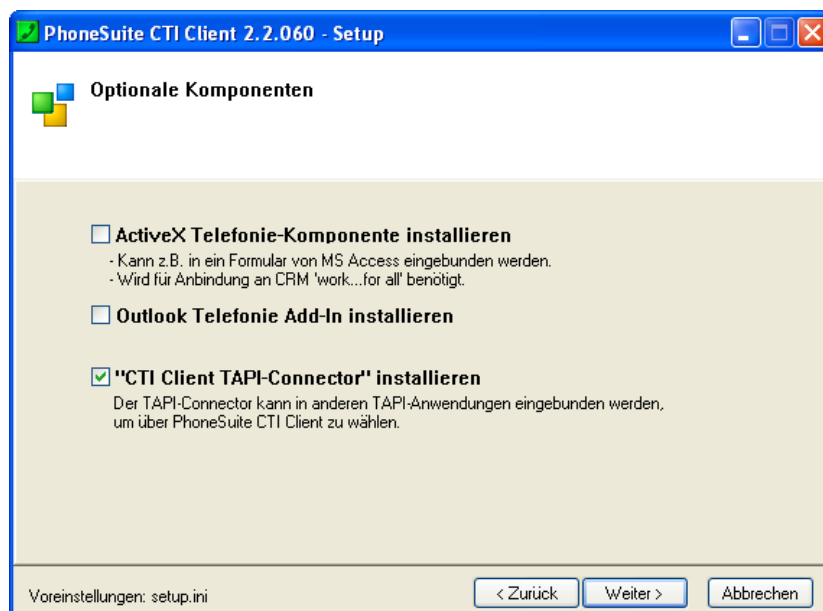 PhoneSuite CTI Client 2.2.060 - Setup
Optionale Komponenten
ActiveX Telefonie-Komponente installieren
- Kann z.B. in ein Formular von MS Access eingebunden werden.
- Wird für Anbindung an CRM 'work...for all' benötigt.
Outlook Telefonie Add-In installieren
"CTI Client TAPI-Connector" installieren
Der TAPI-Connector kann in anderen TAPI-Anwendungen eingebunden werden,
um über PhoneSuite CTI Client zu wählen.
Voreinstellungen: setup.ini
< Zurück
Weiter >
Abbrechen